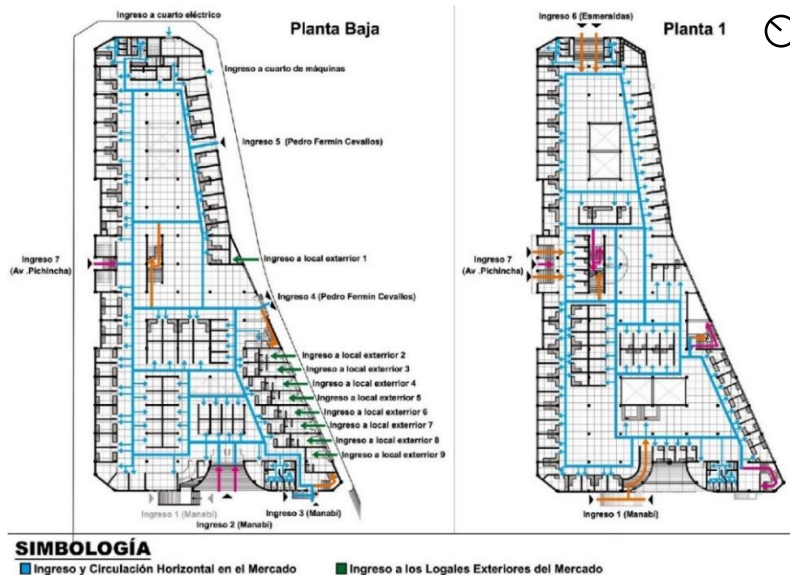 Ingreso a cuarto eléctrico
Planta Baja
Ingreso a cuarto de máquinas
Ingreso 5 (Pedro Fermín Cevallos)
Ingreso 7
(Av .Pichincha)
Ingreso a local exterior 1
Ingreso 4 (Pedro Fermín Cevallos)
Ingreso a local exterior 2
Ingreso a local exterior 3
Ingreso a local exterior 4
Ingreso a local exterior 5
Ingreso a local exterior 6
Ingreso a local exterior 7
Ingreso a local exterior 8
Ingreso a local exterior 9
Ingreso 1 (Manabí)
Ingreso 2 (Manabí)
Ingreso 3 (Manabí)
Ingreso 6 (Esmeraldas)
Planta 1
Ingreso 7
(Av .Pichincha)
Ingreso 1 (Manabí)
SIMBOLOGÍA
Ingreso y Circulación Horizontal en el Mercado
Ingreso a los Logales Exteriores del Mercado